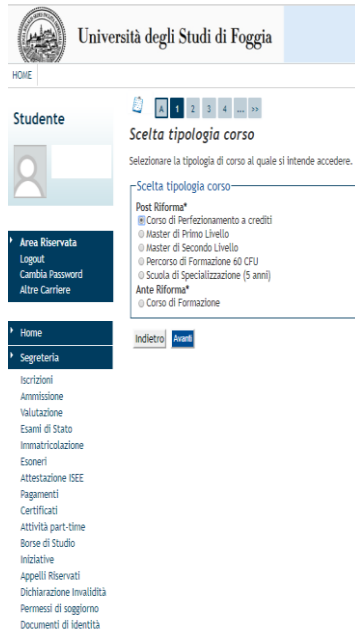 Università degli Studi di Foggia
HOME
Studente
A 1 2 3 4 ... >>
Scelta tipologia corso
Selezionare la tipologia di corso al quale si intende accedere.
Scelta tipologia corso
Post Riforma*
Corso di Perfezionamento a crediti
Master di Primo Livello
Master di Secondo Livello
Percorso di Formazione 60 CFU
Scuola di Specializzazione (5 anni)
Ante Riforma*
Corso di Formazione
Indietro Avanti
Area Riservata
Logout
Cambia Password
Altre Carriere
Home
Segreteria
Iscrizioni
Ammissione
Valutazione
Esami di Stato
Immatricolazione
Esoneri
Attestazione ISEE
Pagamenti
Certificati
Attività part-time
Borse di Studio
Iniziative
Appelli Riservati
Dichiarazione Invalidità
Permessi di soggiorno
Documenti di identità